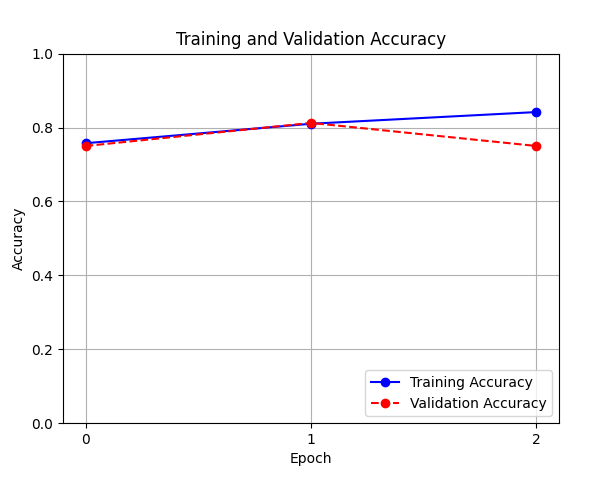 Training and Validation Accuracy
1.0
0.8
0.6
0.4
0.2
0.0
Accuracy
0 1 2
Epoch
Training Accuracy
Validation Accuracy